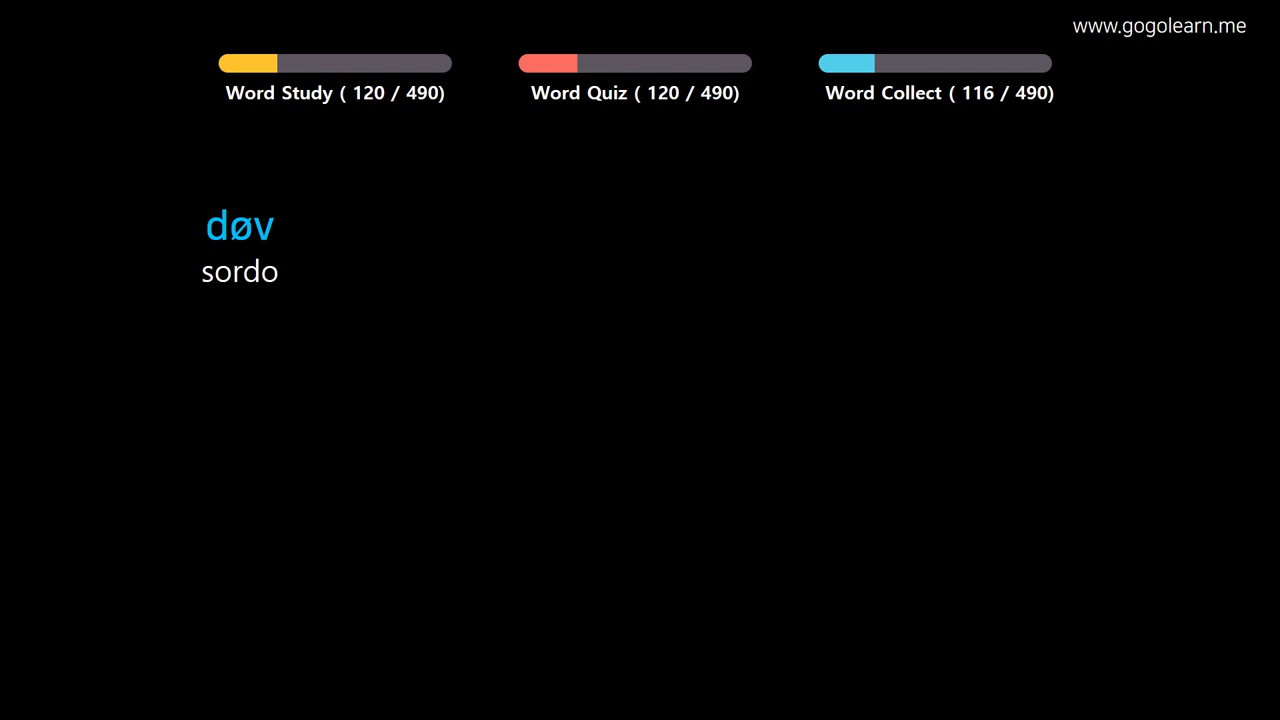 www.gogolearn.me
Word Study ( 120 / 490)
Word Quiz ( 120 / 490)
Word Collect ( 116 / 490)
døv
sordo